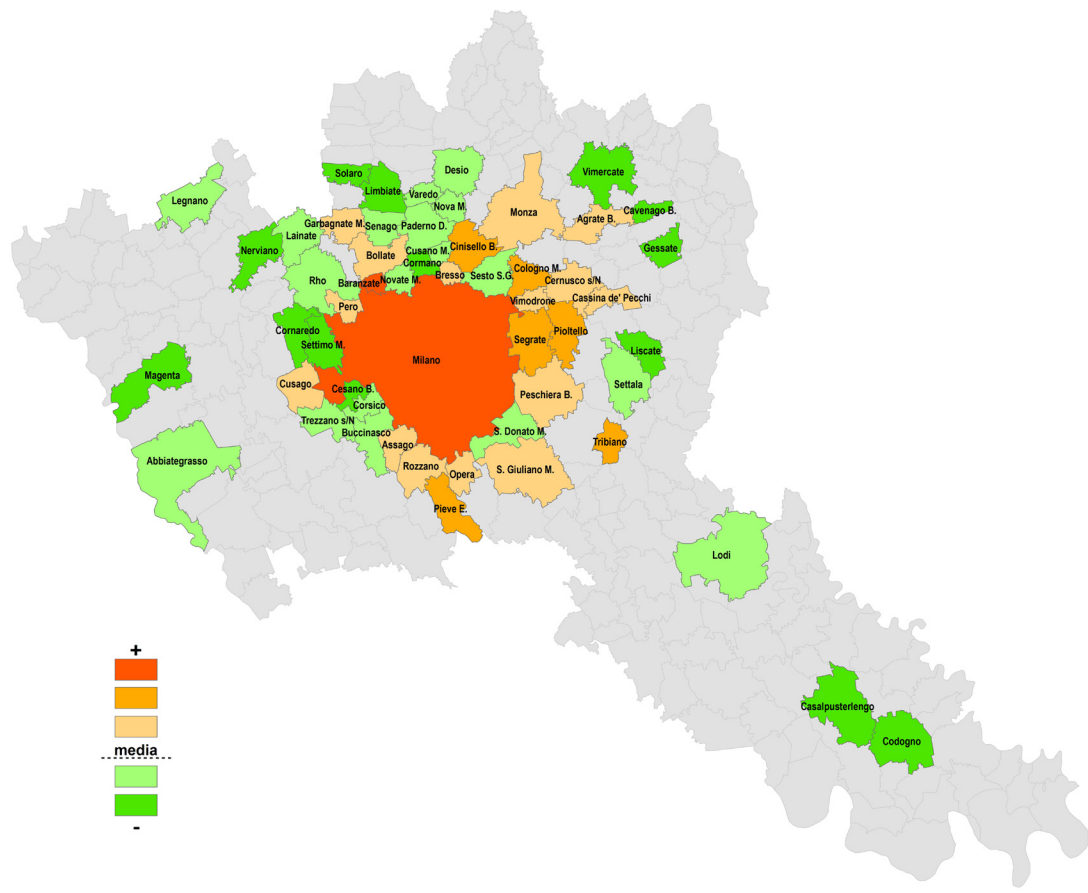 Solaro
Limbiate
Desio
Vimercate
Legnano
Varedo
Nova M.
Monza
Cavenago B.
Agrate B.
Garbagnate M.
Senago
Paderno D.
Lainate
Nerviano
Cinisello B.
Gessate
Bollate
Cusano M.
Cormano
Cologno M.
Bresso
Sesto S.G.
Rho
Baranzate
Novate M.
Cernusco s/N
Vimodrone
Cassina de' Pecchi
Pero
Cornaredo
Settimo M.
Segrate
Pioltello
Liscate
Milano
Magenta
Cusago
Cesano B.
Settala
Peschiera B.
Corsico
Trezzano s/N
Buccinasco
S. Donato M.
Tribiano
Assago
Abbiategrasso
Rozzano
Opera
S. Giuliano M.
Pieve E.
Lodi
+
media
-
Casalpusterlengo
Codogno